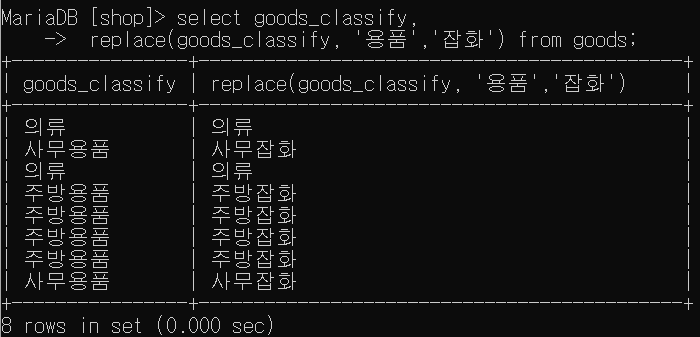 MariaDB [shop]> select goods_classify,
    ->  replace(goods_classify, '용품','잡화') from goods;
+----------------+----------------------------------------------+
| goods_classify | replace(goods_classify, '용품','잡화')       |
+----------------+----------------------------------------------+
| 의류           | 의류                                         |
| 사무용품       | 사무잡화                                     |
| 의류           | 의류                                         |
| 주방용품       | 주방잡화                                     |
| 주방용품       | 주방잡화                                     |
| 주방용품       | 주방잡화                                     |
| 주방용품       | 주방잡화                                     |
| 사무용품       | 사무잡화                                     |
+----------------+----------------------------------------------+
8 rows in set (0.000 sec)